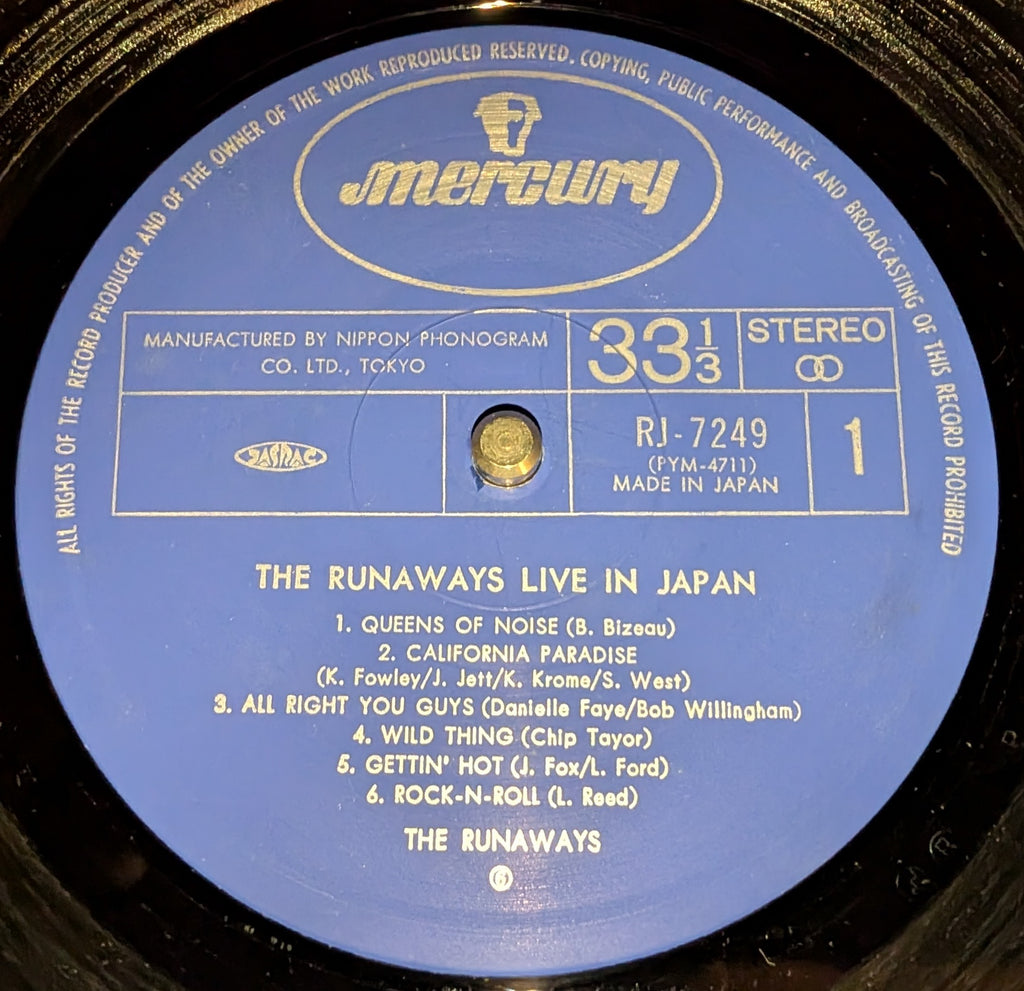 ALL RIGHTS OF THE RECORD PRODUCER AND OF THE OWNER OF THE WORK REPRODUCED RESERVED. COPYING, PUBLIC PERFORMANCE AND BROADCASTING OF THIS RECORD PROHIBITED
mercury
MANUFACTURED BY NIPPON PHONOGRAM
CO. LTD., TOKYO
33 1/3
STEREO
JASRAC
RJ-7249
(PYM-4711)
MADE IN JAPAN
1
THE RUNAWAYS LIVE IN JAPAN
1. QUEENS OF NOISE (B. Bizeau)
2. CALIFORNIA PARADISE
(K. Fowley/J. Jett/K. Krome/S. West)
3. ALL RIGHT YOU GUYS (Danielle Faye/Bob Willingham)
4. WILD THING (Chip Tayor)
5. GETTIN' HOT (J. Fox/L. Ford)
6. ROCK-N-ROLL (L. Reed)
THE RUNAWAYS